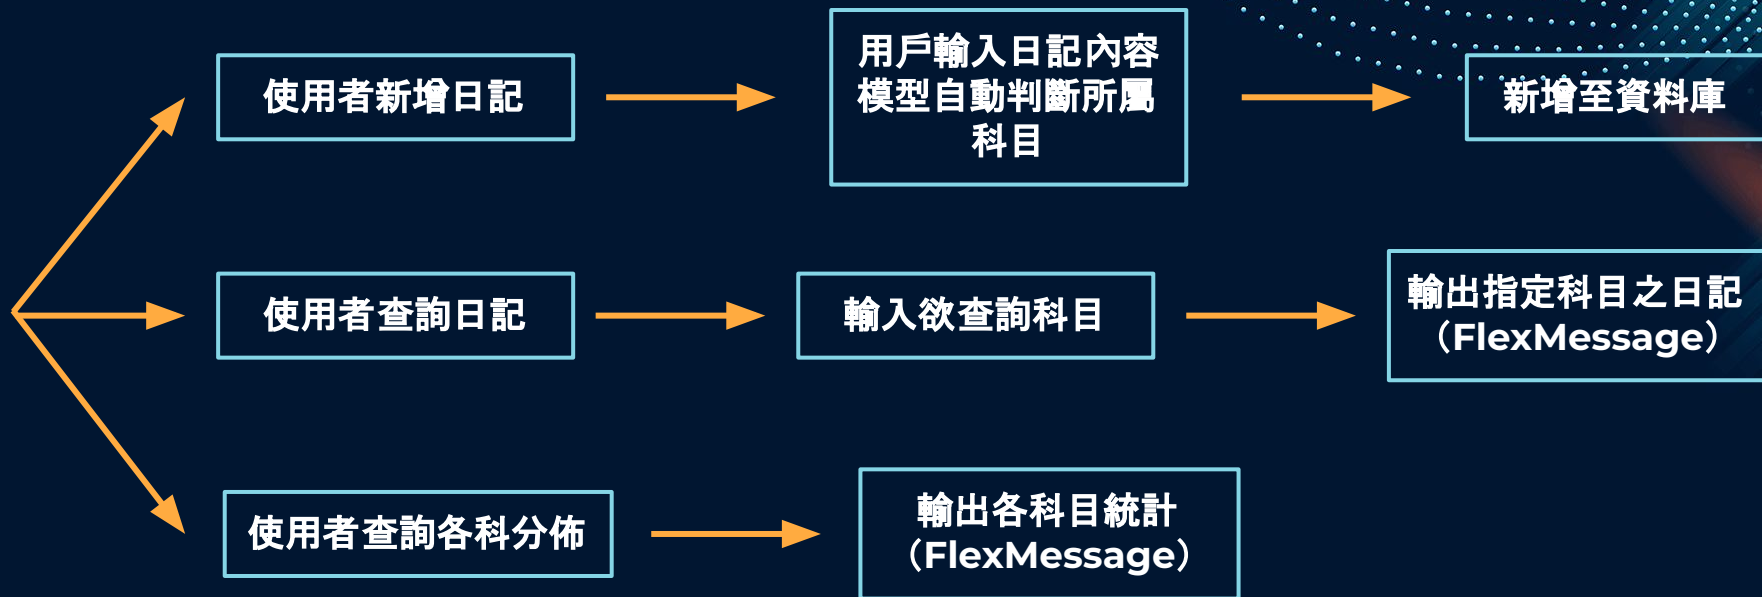 使用者新增日記
用戶輸入日記內容
模型自動判斷所屬
科目
新增至資料庫
使用者查詢日記
輸入欲查詢科目
輸出指定科目之日記
（FlexMessage）
使用者查詢各科分佈
輸出各科目統計
（FlexMessage）